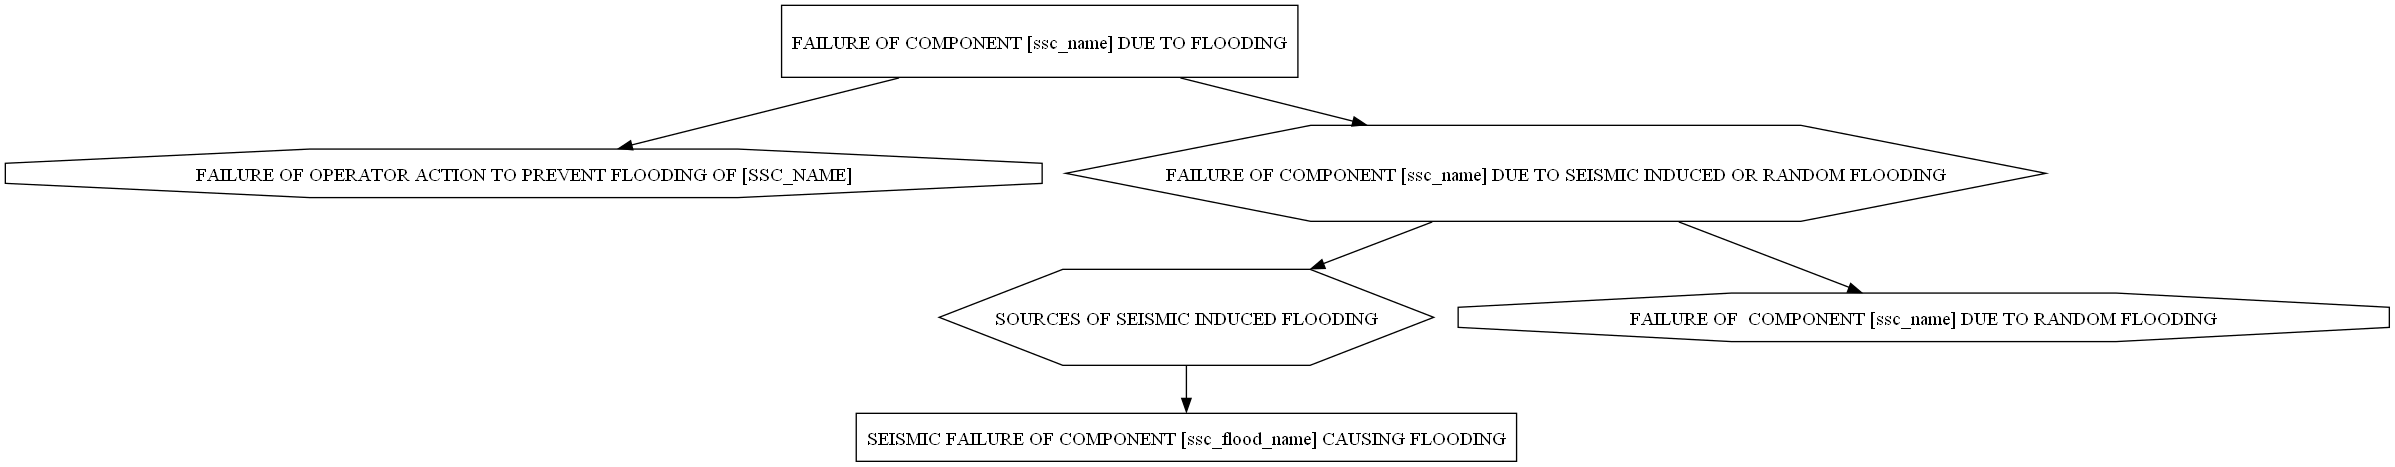 FAILURE OF COMPONENT [ssc_name] DUE TO FLOODING
FAILURE OF OPERATOR ACTION TO PREVENT FLOODING OF [SSC_NAME]
FAILURE OF COMPONENT [ssc_name] DUE TO SEISMIC INDUCED OR RANDOM FLOODING
SOURCES OF SEISMIC INDUCED FLOODING
FAILURE OF  COMPONENT [ssc_name] DUE TO RANDOM FLOODING
SEISMIC FAILURE OF COMPONENT [ssc_flood_name] CAUSING FLOODING